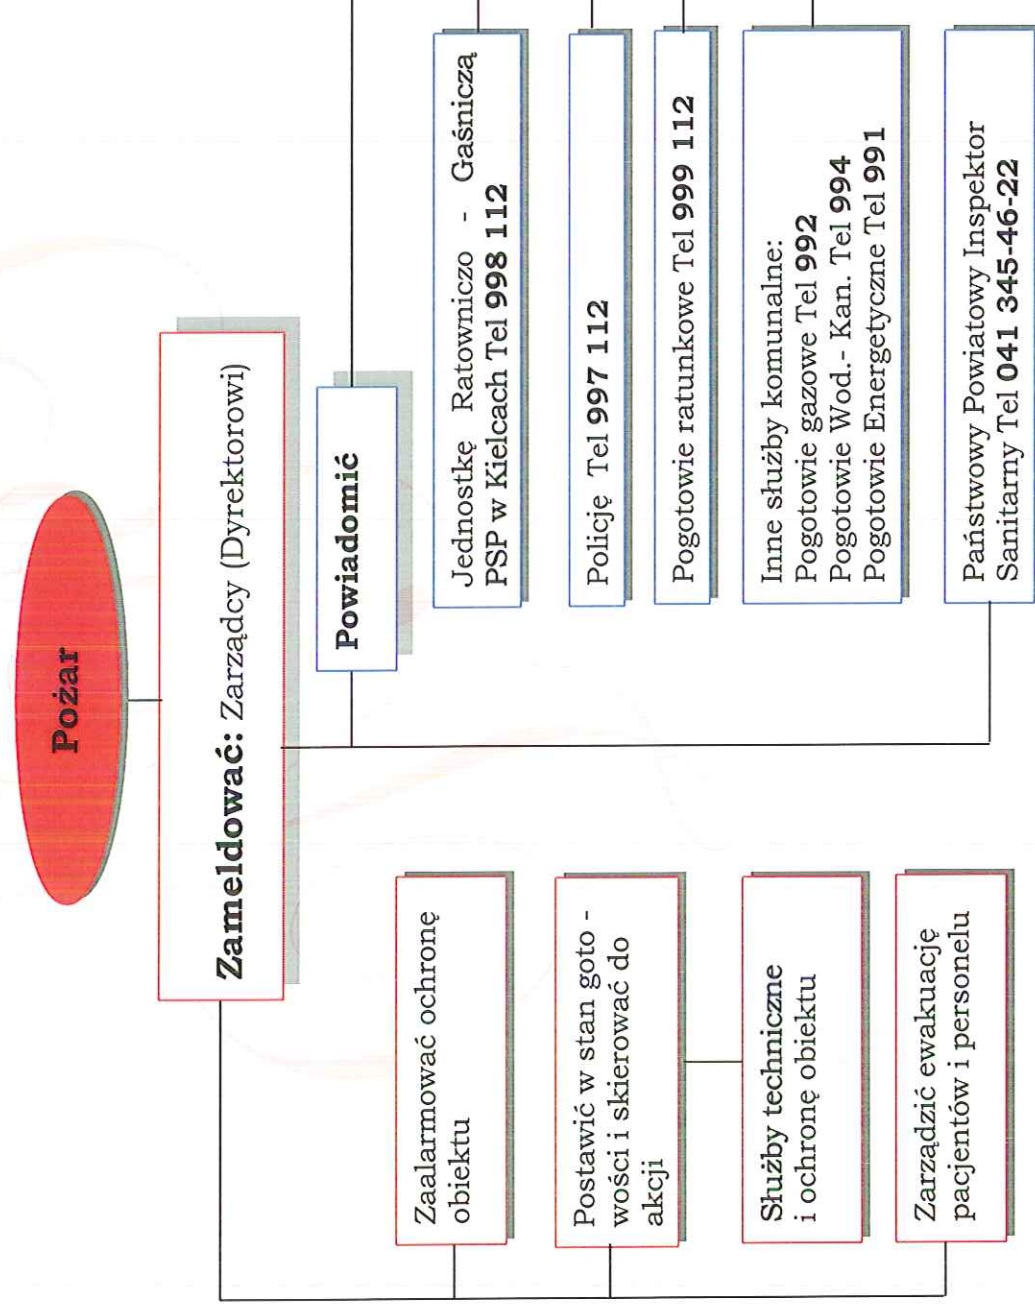 Pożar
Zameldować: Zarządcy (Dyrektorowi)
Zaalarmować ochronę
obiektu
Postawić w stan goto -
wości i skierować do
akcji
Służby techniczne
i ochronę obiektu
Zarządzić ewakuację
pacjentów i personelu
Powiadomić
Jednostkę Ratowniczo - Gaśniczą
PSP w Kielcach Tel 998 112
Policję Tel 997 112
Pogotowie ratunkowe Tel 999 112
Inne służby komunalne:
Pogotowie gazowe Tel 992
Pogotowie Wod.- Kan. Tel 994
Pogotowie Energetyczne Tel 991
Państwowy Powiatowy Inspektor
Sanitarny Tel 041 345-46-22